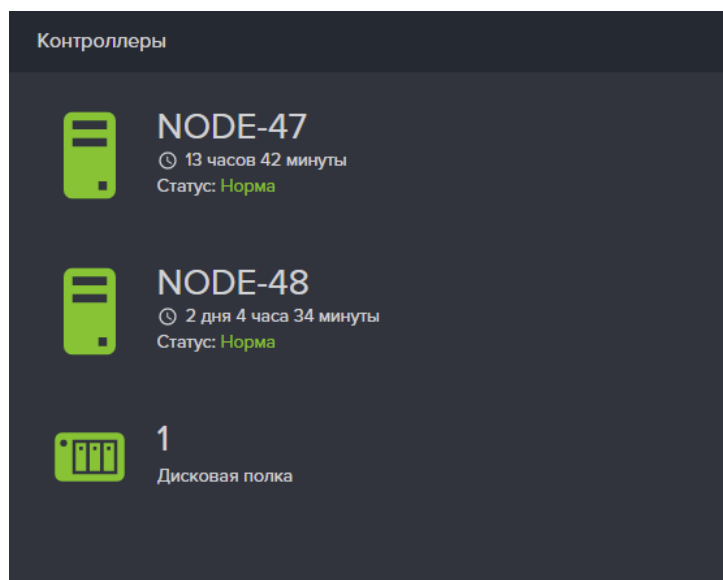 Контроллеры
NODE-47
13 часов 42 минуты
Статус: Норма
NODE-48
2 дня 4 часа 34 минуты
Статус: Норма
1
Дисковая полка